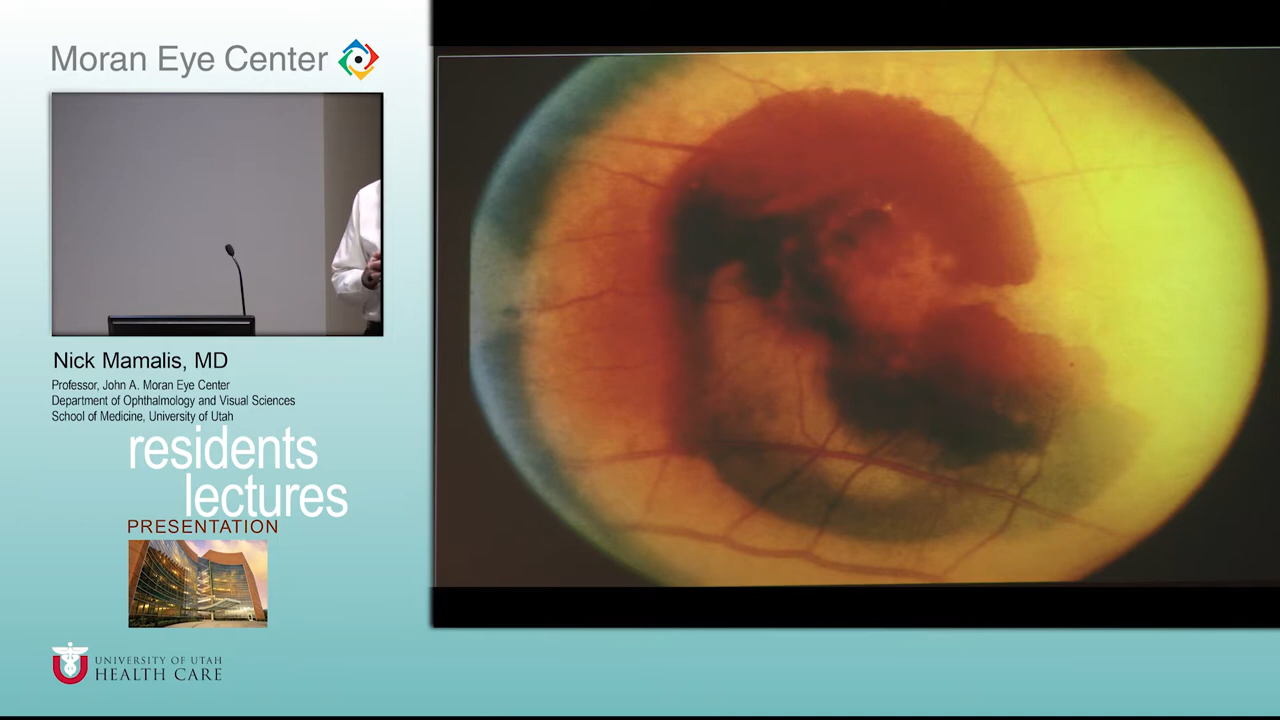 Moran Eye Center
Nick Mamalis, MD
Professor, John A. Moran Eye Center
Department of Ophthalmology and Visual Sciences
School of Medicine, University of Utah
residents
lectures
PRESENTATION
UNIVERSITY OF UTAH
HEALTH CARE